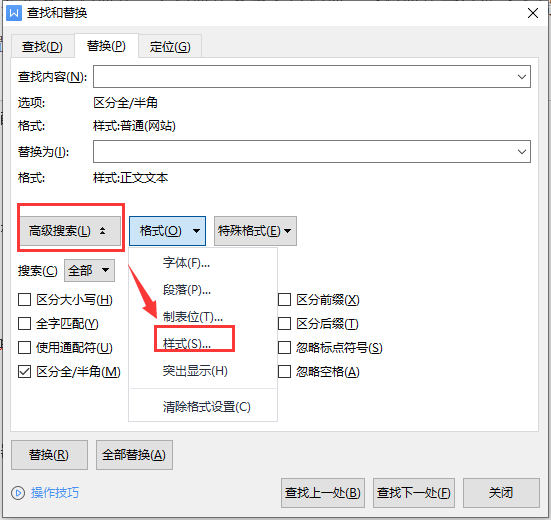 查找和替换
查找(D) 替换(P) 定位(G)
查找内容(N):
选项: 区分全/半角
格式: 样式:普通(网站)
替换为(I):
格式: 样式:正文文本
高级搜索(L) 格式(O) 特殊格式(E)
搜索(C) 全部
字体(F)...
段落(P)...
制表位(T)...
样式(S)...
突出显示(H)
清除格式设置(C)
区分大小写(H) 区分前缀(X)
全字匹配(Y) 区分后缀(T)
使用通配符(U) 忽略标点符号(S)
区分全/半角(M) 忽略空格(A)
替换(R) 全部替换(A)
操作技巧 查找上一处(B) 查找下一处(F) 关闭